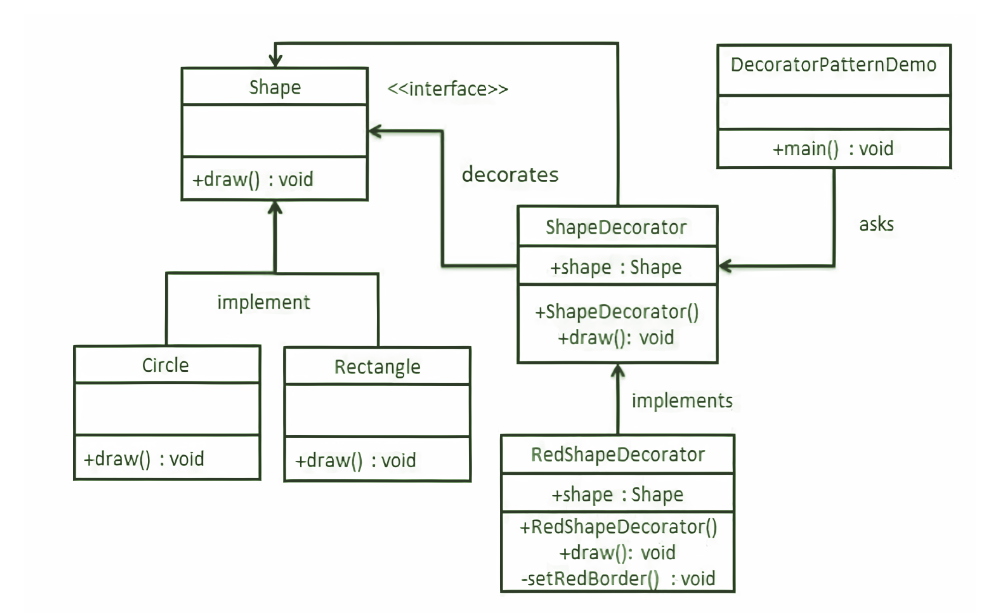 Shape
<<interface>>
+draw() : void
decorates
DecoratorPatternDemo
+main() : void
asks
ShapeDecorator
+shape : Shape
+ShapeDecorator()
+draw(): void
implement
Circle
+draw() : void
Rectangle
+draw() : void
implements
RedShapeDecorator
+shape : Shape
+RedShapeDecorator()
+draw(): void
-setRedBorder() : void